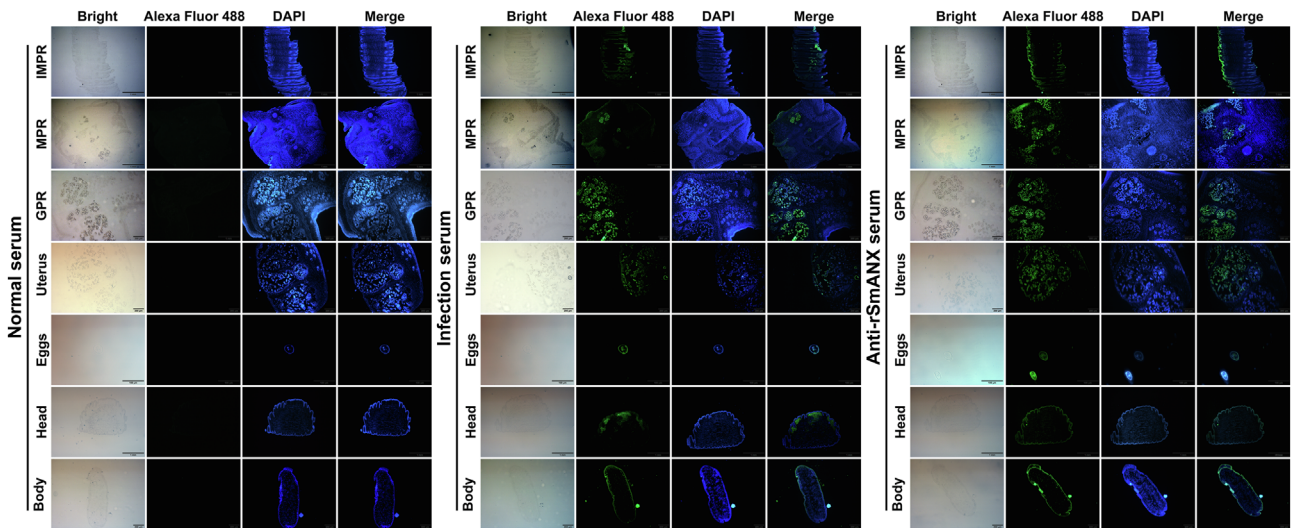 Bright Alexa Fluor 488 DAPI Merge
Bright Alexa Fluor 488 DAPI Merge
Bright Alexa Fluor 488 DAPI Merge
Normal serum
IMPR
MPR
GPR
Uterus
Eggs
Head
Body
Infection serum
IMPR
MPR
GPR
Uterus
Eggs
Head
Body
Anti-rSmANX serum
IMPR
MPR
GPR
Uterus
Eggs
Head
Body